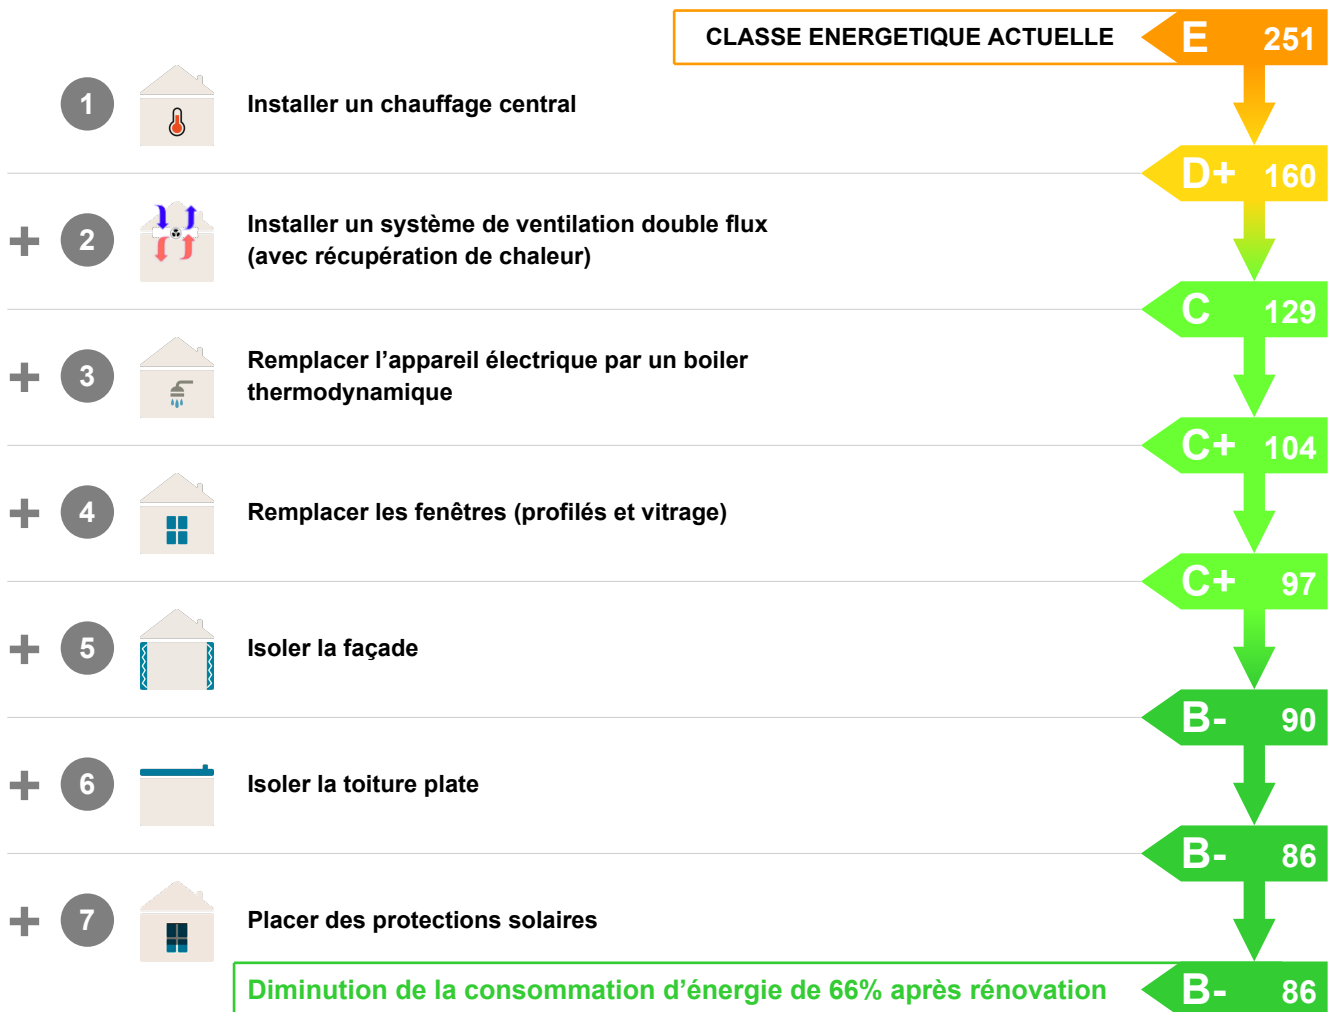 CLASSE ENERGETIQUE ACTUELLE E 251
1 Installer un chauffage central
D+ 160
+ 2 Installer un système de ventilation double flux
(avec récupération de chaleur)
C 129
+ 3 Remplacer l’appareil électrique par un boiler
thermodynamique
C+ 104
+ 4 Remplacer les fenêtres (profilés et vitrage)
C+ 97
+ 5 Isoler la façade
B- 90
+ 6 Isoler la toiture plate
B- 86
+ 7 Placer des protections solaires
Diminution de la consommation d’énergie de 66% après rénovation B- 86